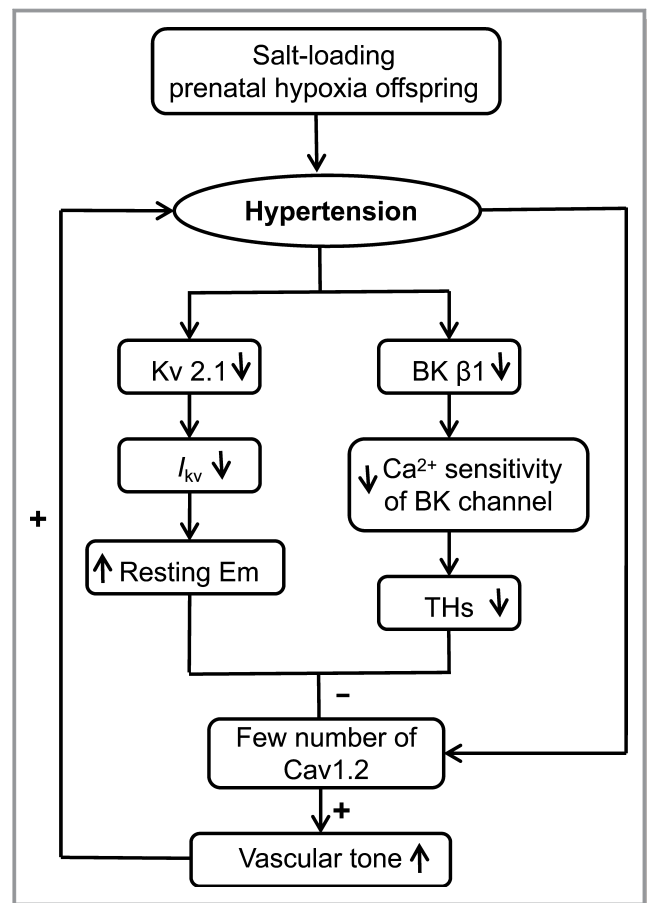 Salt-loading
prenatal hypoxia offspring
Hypertension
Kv 2.1 ↓
BK β1 ↓
Ikv ↓
↓ Ca²⁺ sensitivity
of BK channel
+
↑ Resting Em
THs ↓
–
Few number of
Cav1.2
+
Vascular tone ↑